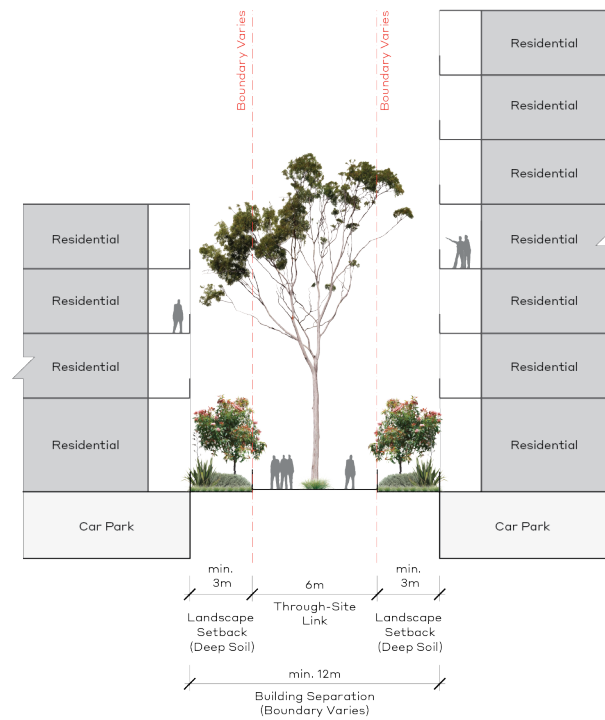 Boundary Varies
Boundary Varies
Residential
Residential
Residential
Residential
Residential
Residential
Residential
Residential
Residential
Residential
Residential
Car Park
Car Park
min.
3m
6m
min.
3m
Landscape
Setback
(Deep Soil)
Through-Site
Link
Landscape
Setback
(Deep Soil)
min. 12m
Building Separation
(Boundary Varies)